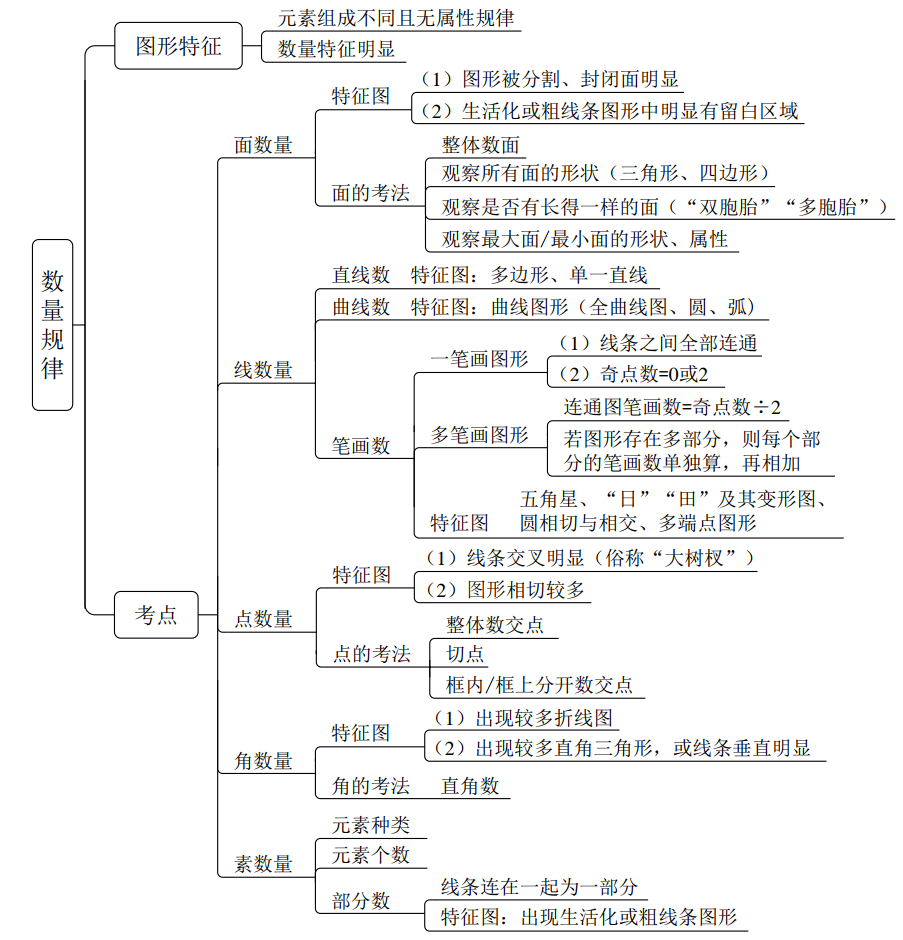 数量规律
图形特征
元素组成不同且无属性规律
数量特征明显
考点
面数量
特征图
（1）图形被分割、封闭面明显
（2）生活化或粗线条图形中明显有留白区域
面的考法
整体数面
观察所有面的形状（三角形、四边形）
观察是否有长得一样的面（“双胞胎”“多胞胎”）
观察最大面/最小面的形状、属性
线数量
直线数 特征图：多边形、单一直线
曲线数 特征图：曲线图形（全曲线图、圆、弧）
笔画数
一笔画图形
（1）线条之间全部连通
（2）奇点数=0或2
多笔画图形
连通图笔画数=奇点数÷2
若图形存在多部分，则每个部
分的笔画数单独算，再相加
特征图
五角星、“日”“田”及其变形图、
圆相切与相交、多端点图形
点数量
特征图
（1）线条交叉明显（俗称“大树杈”）
（2）图形相切较多
点的考法
整体数交点
切点
框内/框上分开数交点
角数量
特征图
（1）出现较多折线图
（2）出现较多直角三角形，或线条垂直明显
角的考法 直角数
素数量
元素种类
元素个数
部分数
线条连在一起为一部分
特征图：出现生活化或粗线条图形